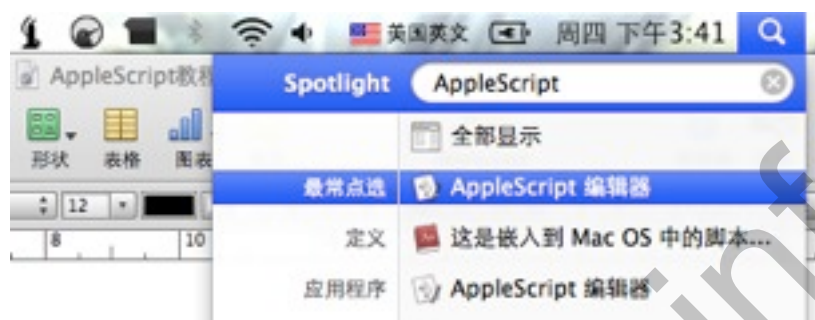 英国英文 周四 下午3:41
AppleScript教程
Spotlight AppleScript
形状 表格 图表
全部显示
最常点选 AppleScript 编辑器
12
8 10
定义 这是嵌入到 Mac OS 中的脚本...
应用程序 AppleScript 编辑器
inf